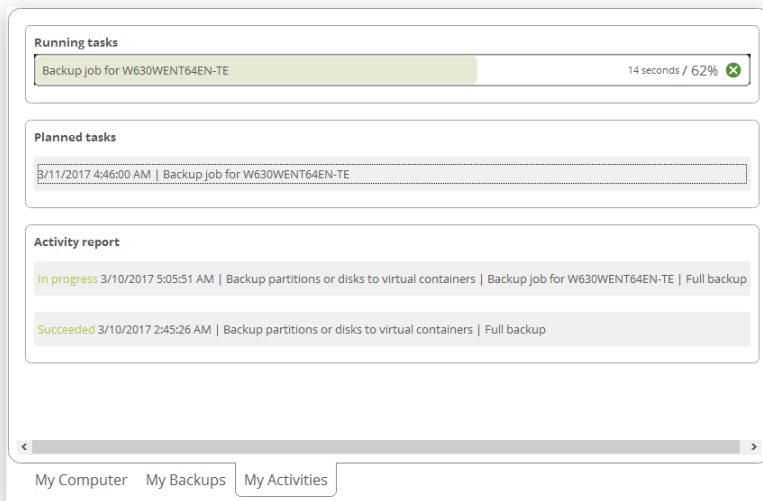 Running tasks
Backup job for W630WENT64EN-TE 14 seconds / 62%
Planned tasks
3/11/2017 4:46:00 AM | Backup job for W630WENT64EN-TE
Activity report
In progress 3/10/2017 5:05:51 AM | Backup partitions or disks to virtual containers | Backup job for W630WENT64EN-TE | Full backup
Succeeded 3/10/2017 2:45:26 AM | Backup partitions or disks to virtual containers | Full backup
My Computer My Backups My Activities